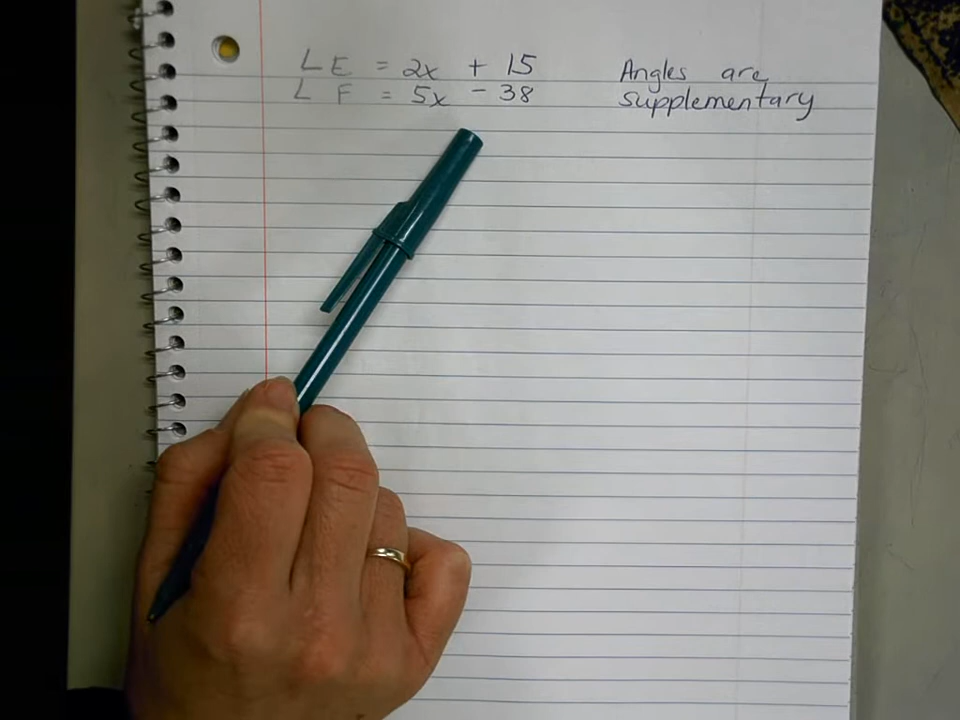 ∠ E = 2x + 15
∠ F = 5x - 38
Angles are
supplementary